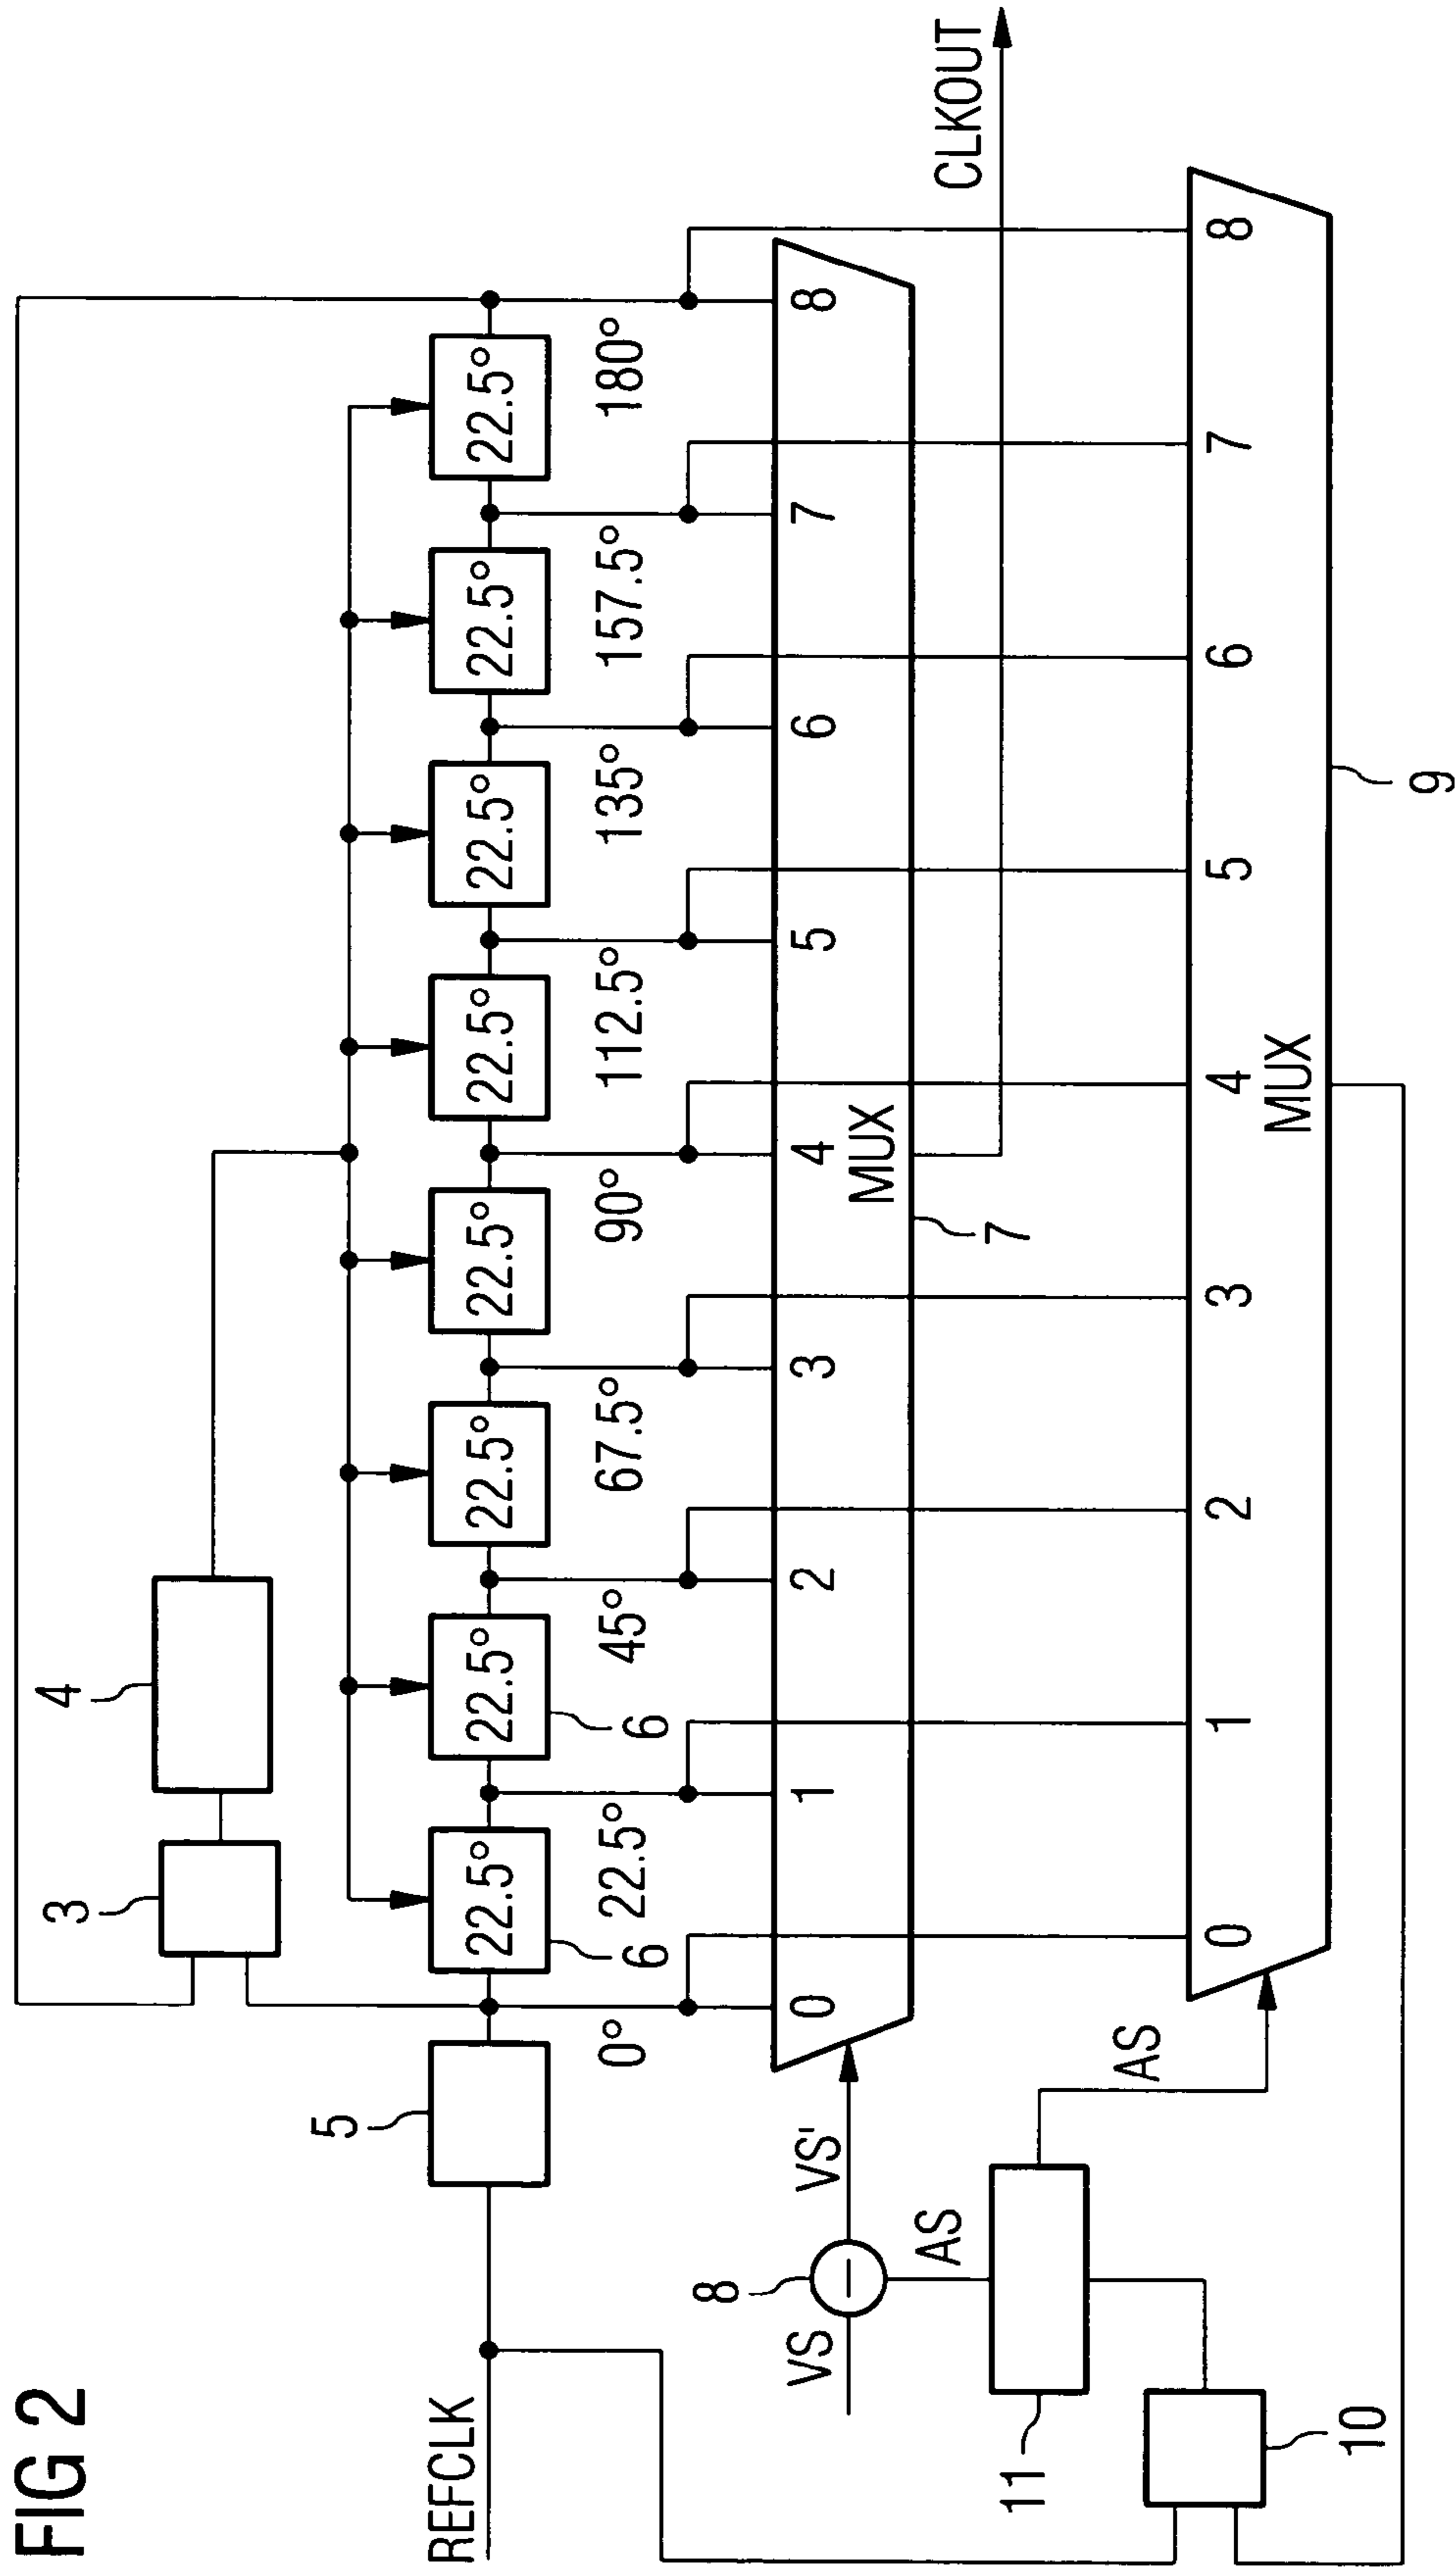 FIG 2
3
4
5
REFCLK
22.5° 22.5° 22.5° 22.5° 22.5° 22.5° 22.5° 22.5°
6 6
0° 22.5° 45° 67.5° 90° 112.5° 135° 157.5° 180°
0 1 2 3 4 5 6 7 8
MUX
7
VS
8
VS'
AS
CLKOUT
11
AS
0 1 2 3 4 5 6 7 8
MUX
9
10